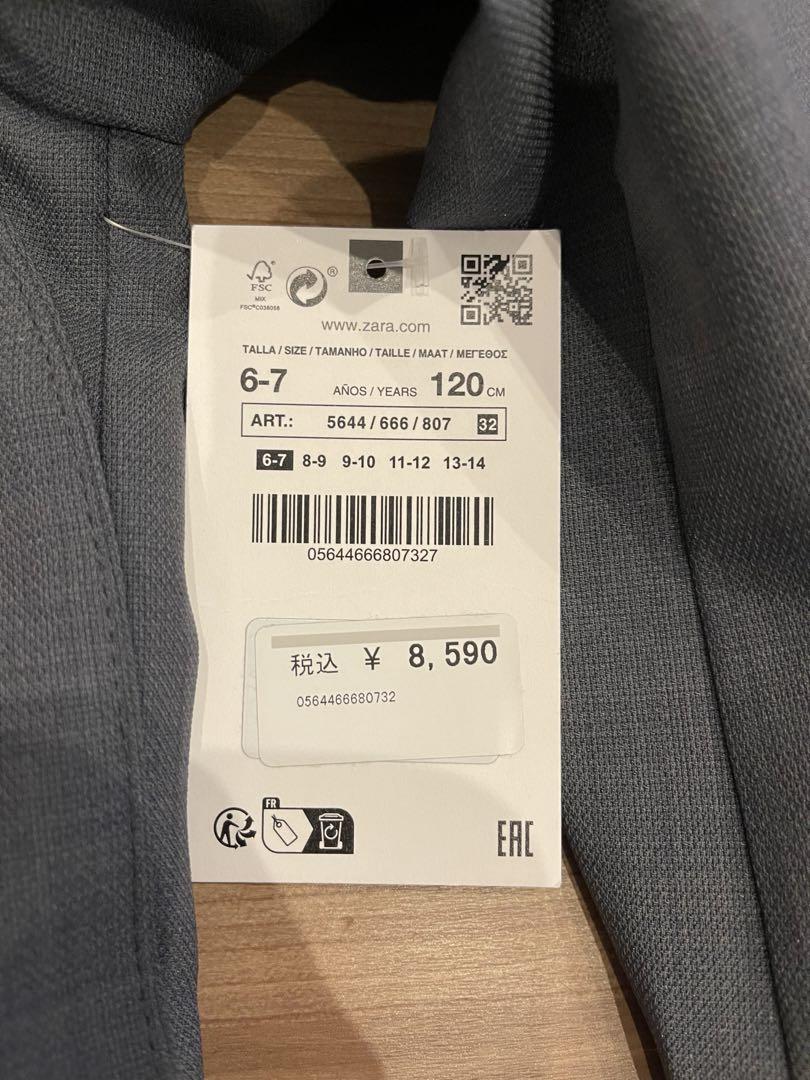 FSC®
MIX
FSC®C038058
®
www.zara.com
TALLA / SIZE / TAMANHO / TAILLE / MAAT / ΜΕΓΕΘΟΣ
6-7 AÑOS / YEARS 120 CM
ART.: 5644 / 666 / 807 32
6-7 8-9 9-10 11-12 13-14
05644666807327
税込 ¥ 8,590
0564466680732
FR
EAC